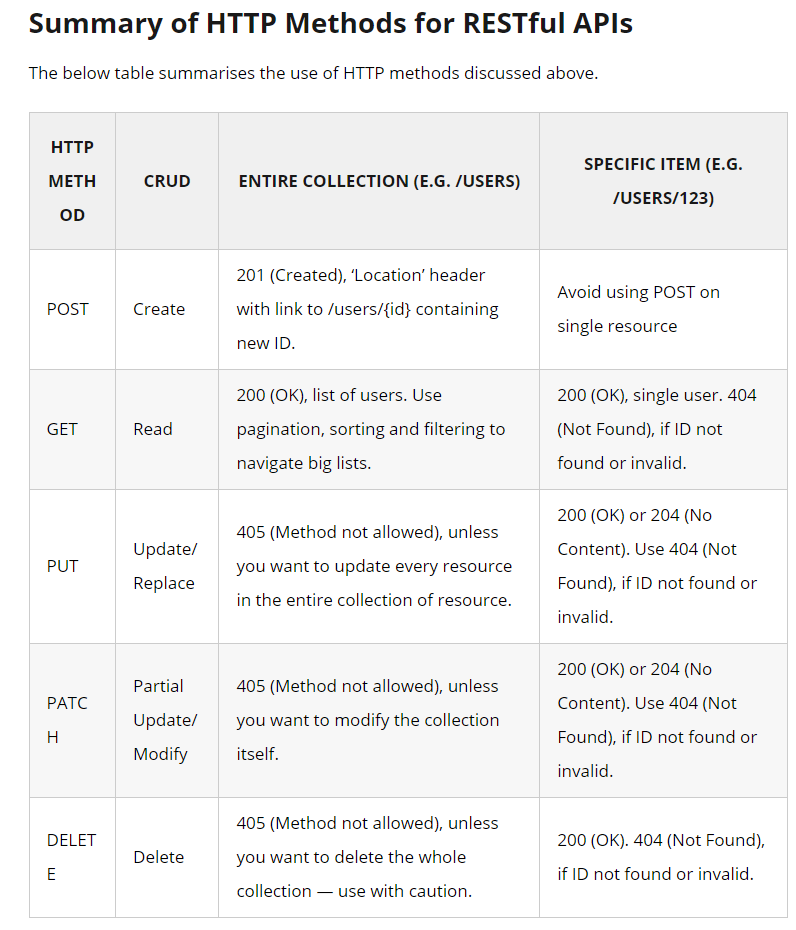 Summary of HTTP Methods for RESTful APIs
The below table summarises the use of HTTP methods discussed above.
HTTP
METH
OD
CRUD
ENTIRE COLLECTION (E.G. /USERS)
SPECIFIC ITEM (E.G.
/USERS/123)
POST
Create
201 (Created), ‘Location’ header
with link to /users/{id} containing
new ID.
Avoid using POST on
single resource
GET
Read
200 (OK), list of users. Use
pagination, sorting and filtering to
navigate big lists.
200 (OK), single user. 404
(Not Found), if ID not
found or invalid.
PUT
Update/
Replace
405 (Method not allowed), unless
you want to update every resource
in the entire collection of resource.
200 (OK) or 204 (No
Content). Use 404 (Not
Found), if ID not found or
invalid.
PATC
H
Partial
Update/
Modify
405 (Method not allowed), unless
you want to modify the collection
itself.
200 (OK) or 204 (No
Content). Use 404 (Not
Found), if ID not found or
invalid.
DELET
E
Delete
405 (Method not allowed), unless
you want to delete the whole
collection — use with caution.
200 (OK). 404 (Not Found),
if ID not found or invalid.